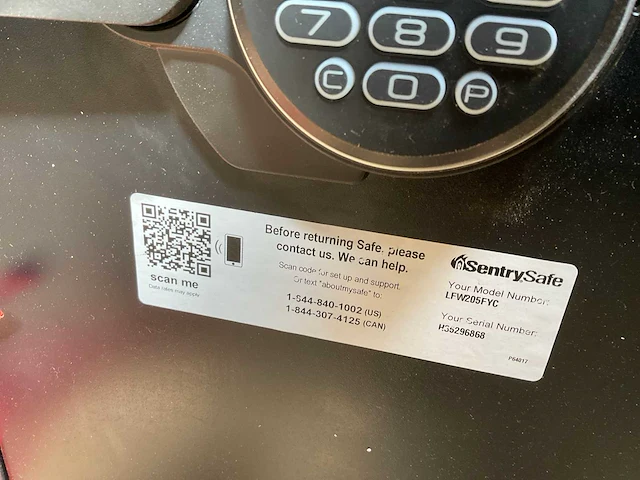 7 8 9
C 0 P
scan me
Data rates may apply
Before returning Safe, please
contact us. We can help.
Scan code for set up and support.
Or text "aboutmysafe" to:
1-544-840-1002 (US)
1-844-307-4125 (CAN)
SentrySafe
Your Model Number:
LFW205FYC
Your Serial Number:
H35296868
P64017